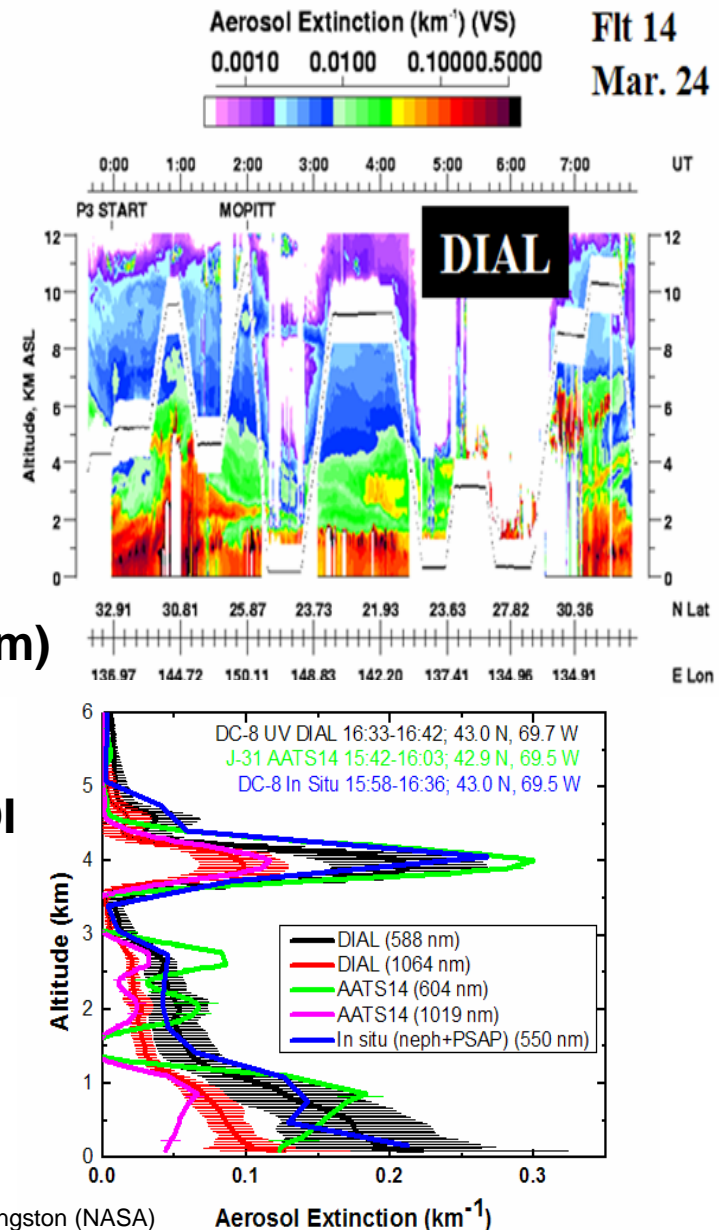 Aerosol Extinction (km⁻¹) (VS)
Flt 14
Mar. 24
0.0010 0.0100 0.10000.5000
0:00 1:00 2:00 3:00 4:00 5:00 6:00 7:00 UT
P3 START MOPITT
DIAL
12 12
10 10
8 8
6 6
4 4
2 2
0 0
Altitude, KM ASL
32.91 30.81 25.87 23.73 21.93 23.63 27.82 30.36 N Lat
136.97 144.72 150.11 148.83 142.20 137.41 134.96 134.91 E Lon
m)
DC-8 UV DIAL 16:33-16:42; 43.0 N, 69.7 W
J-31 AATS14 15:42-16:03; 42.9 N, 69.5 W
DC-8 In Situ 15:58-16:36; 43.0 N, 69.5 W
DIAL (588 nm)
DIAL (1064 nm)
AATS14 (604 nm)
AATS14 (1019 nm)
In situ (neph+PSAP) (550 nm)
6
5
4
3
2
1
0
Altitude (km)
0.0 0.1 0.2 0.3
Aerosol Extinction (km⁻¹)
ngston (NASA)